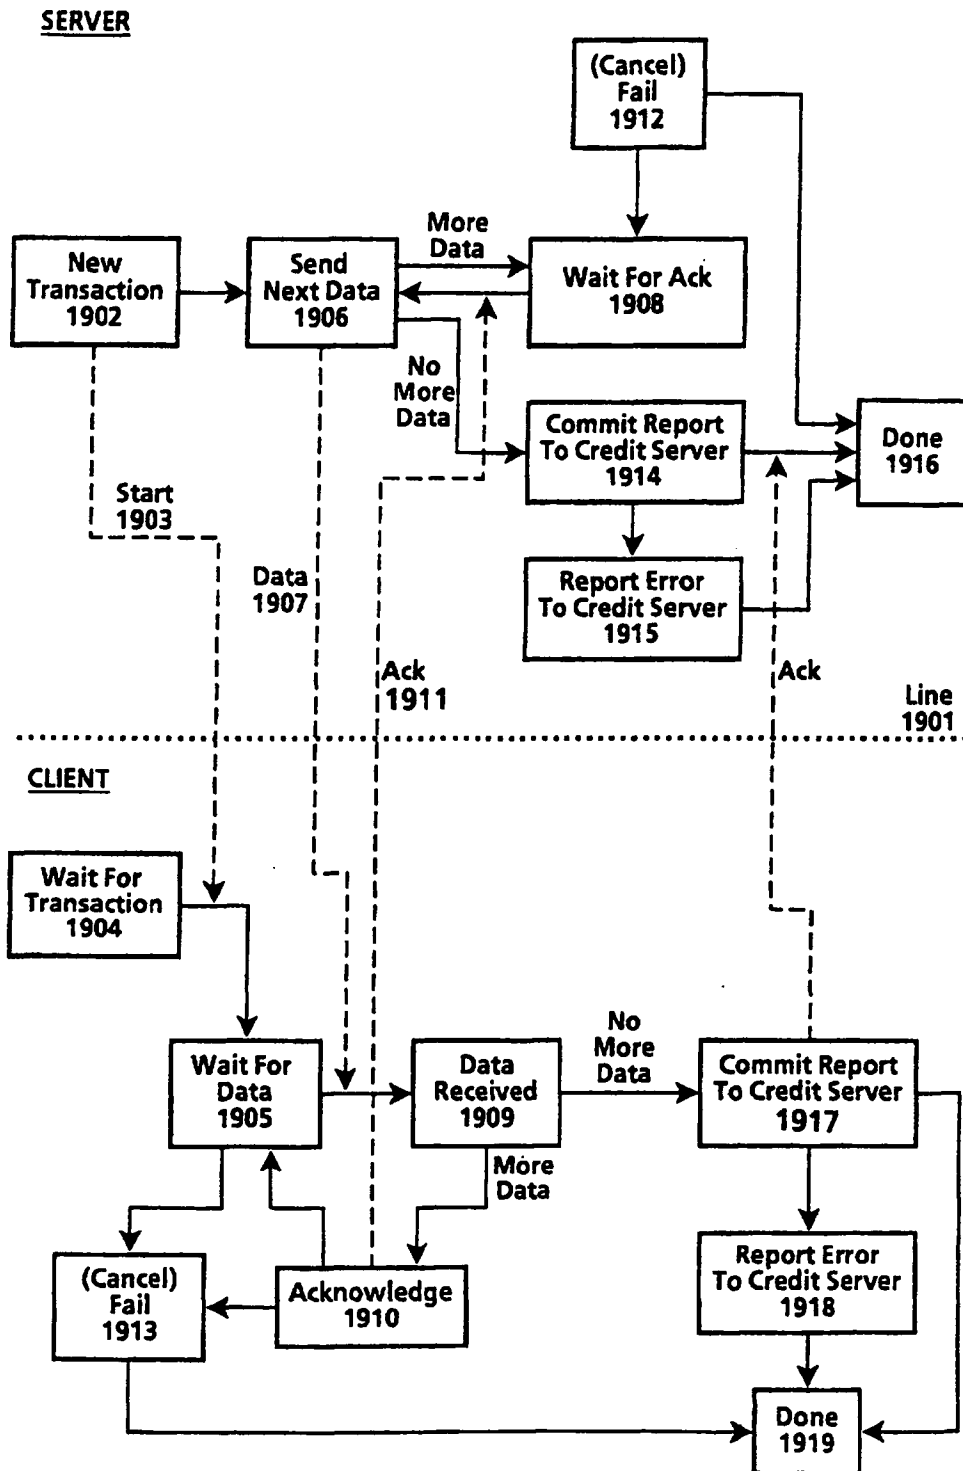 SERVER
(Cancel)
Fail
1912
More
Data
New
Transaction
1902
Send
Next Data
1906
Wait For Ack
1908
No
More
Data
Commit Report
To Credit Server
1914
Done
1916
Start
1903
Data
1907
Report Error
To Credit Server
1915
Ack
1911
Ack
Line
1901
CLIENT
Wait For
Transaction
1904
No
More
Data
Wait For
Data
1905
Data
Received
1909
Commit Report
To Credit Server
1917
More
Data
(Cancel)
Fail
1913
Acknowledge
1910
Report Error
To Credit Server
1918
Done
1919